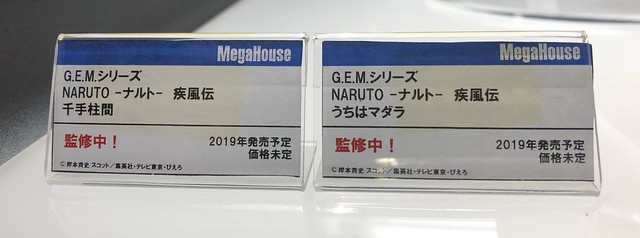 MegaHouse
G.E.M.シリーズ
NARUTO -ナルト- 疾風伝
千手柱間
監修中！
2019年発売予定
価格未定
©岸本斉史 スコット／集英社・テレビ東京・ぴえろ
MegaHouse
G.E.M.シリーズ
NARUTO -ナルト- 疾風伝
うちはマダラ
監修中！
2019年発売予定
価格未定
©岸本斉史 スコット／集英社・テレビ東京・ぴえろ